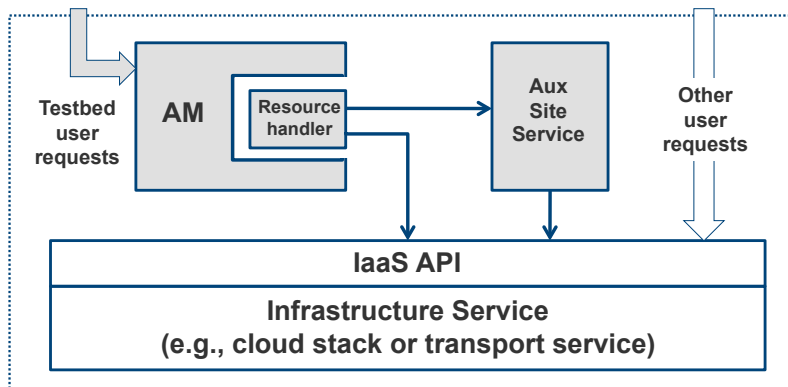 Testbed
user
requests
AM
Resource
handler
Aux
Site
Service
Other
user
requests
IaaS API
Infrastructure Service
(e.g., cloud stack or transport service)